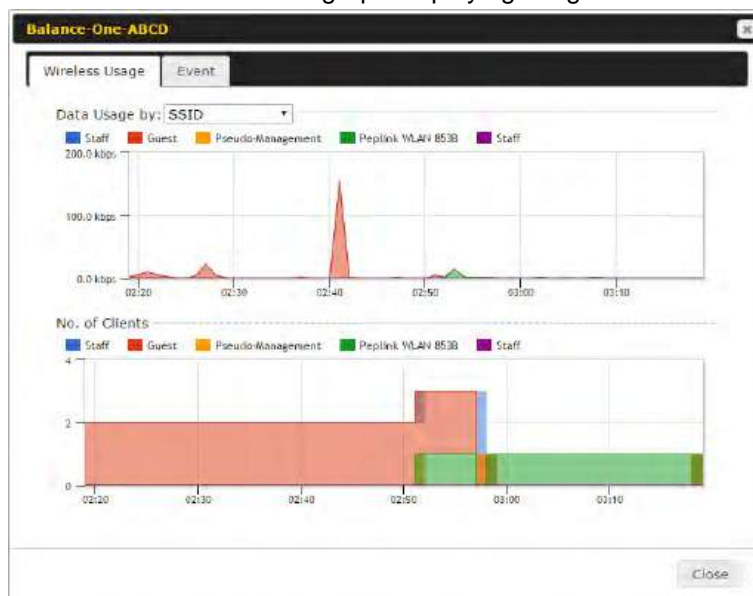 Balance-One-ABCD
Wireless Usage Event
Data Usage by: SSID
Staff Guest Pseudo-Management Peplink WLAN 853B Staff
200.0 kbps
100.0 kbps
0.0 kbps
02:20 02:30 02:40 02:50 03:00 03:10
No. of Clients
Staff Guest Pseudo-Management Peplink WLAN 853B Staff
4
2
0
02:20 02:30 02:40 02:50 03:00 03:10
Close